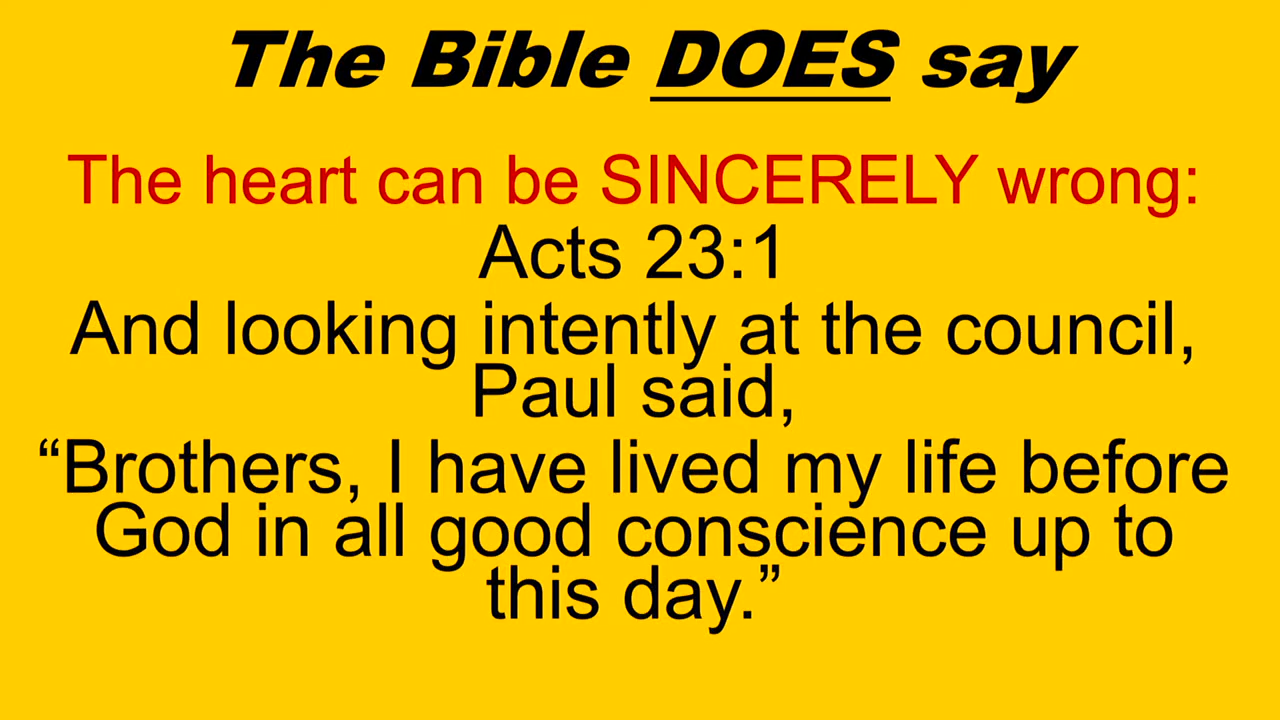 The Bible DOES say
The heart can be SINCERELY wrong:
Acts 23:1
And looking intently at the council,
Paul said,
“Brothers, I have lived my life before
God in all good conscience up to
this day.”